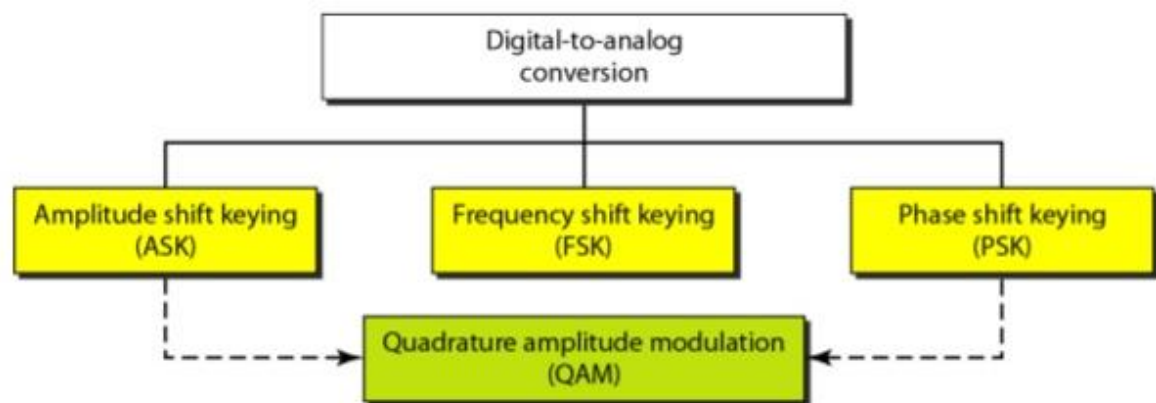 Digital-to-analog
conversion
Amplitude shift keying
(ASK)
Frequency shift keying
(FSK)
Phase shift keying
(PSK)
Quadrature amplitude modulation
(QAM)